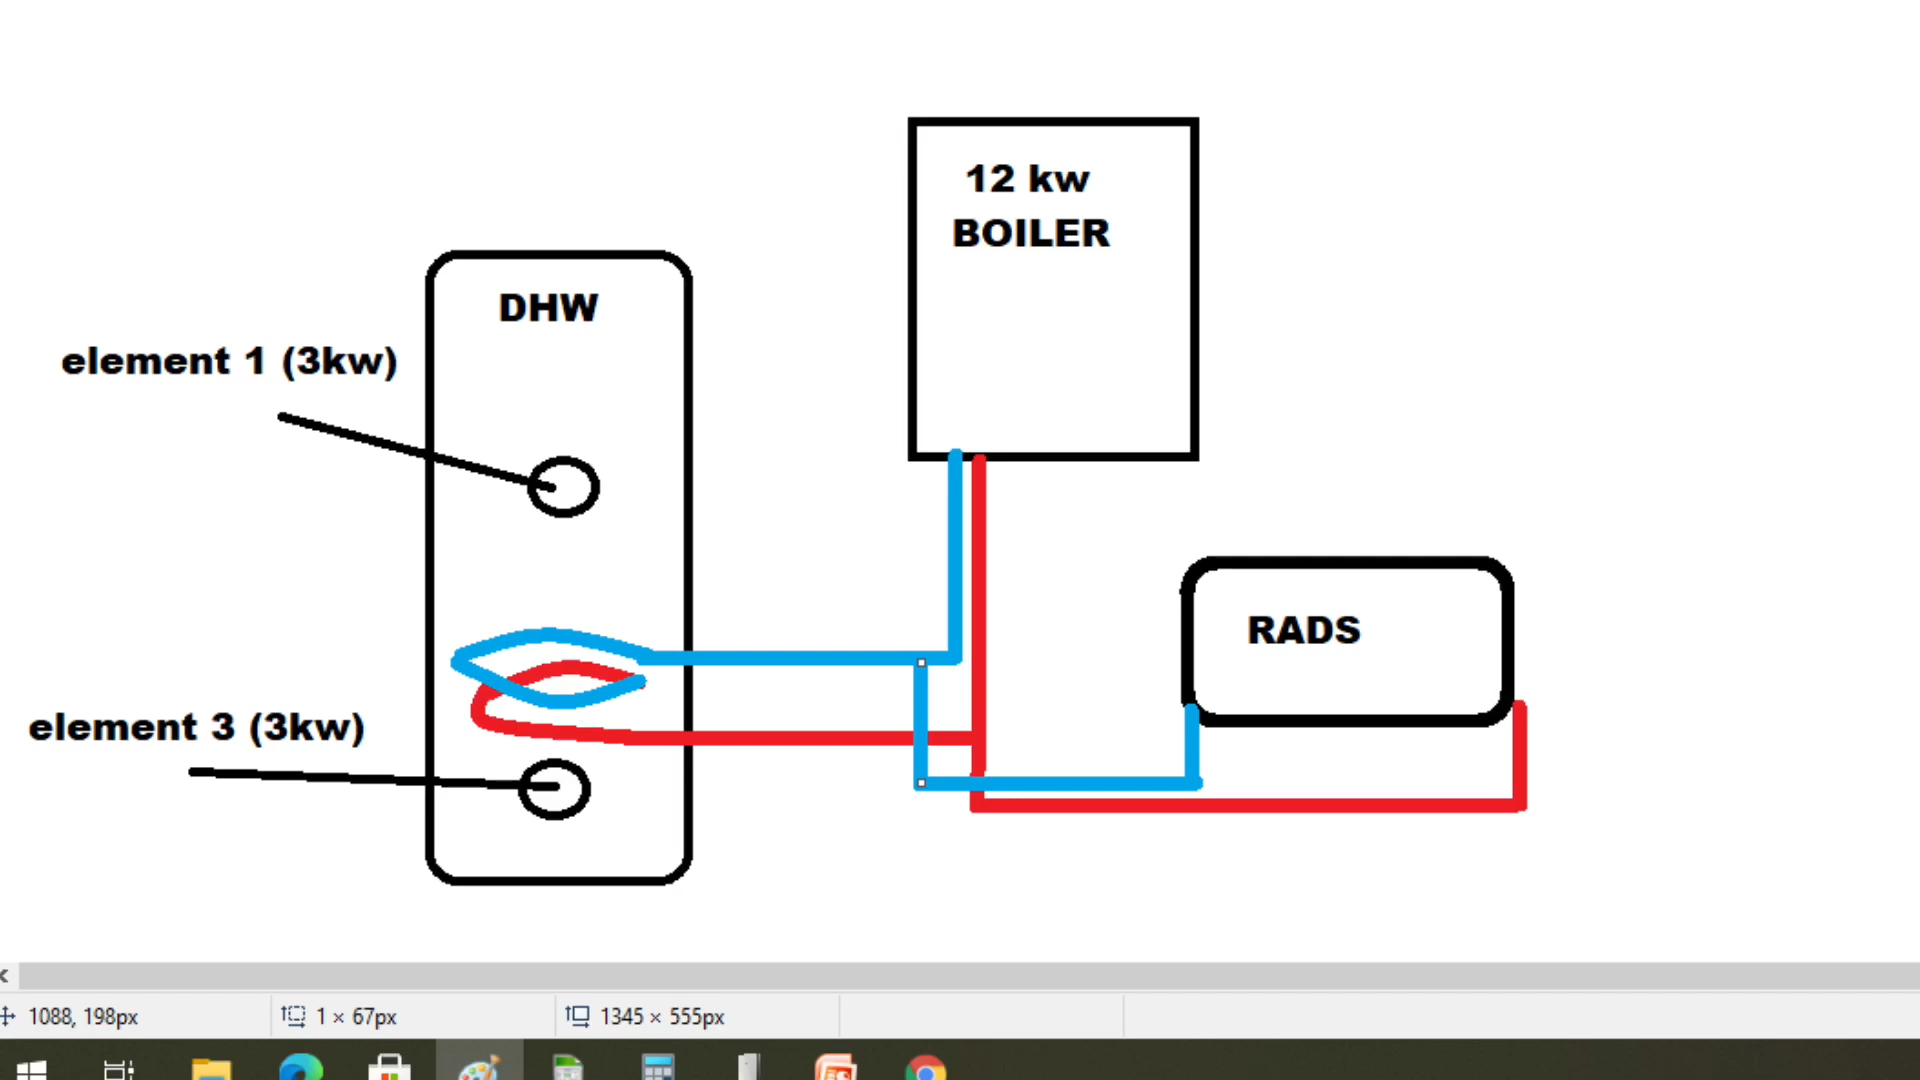 12 kw
BOILER
DHW
element 1 (3kw)
RADS
element 3 (3kw)
1088, 198px
1 × 67px
1345 × 555px